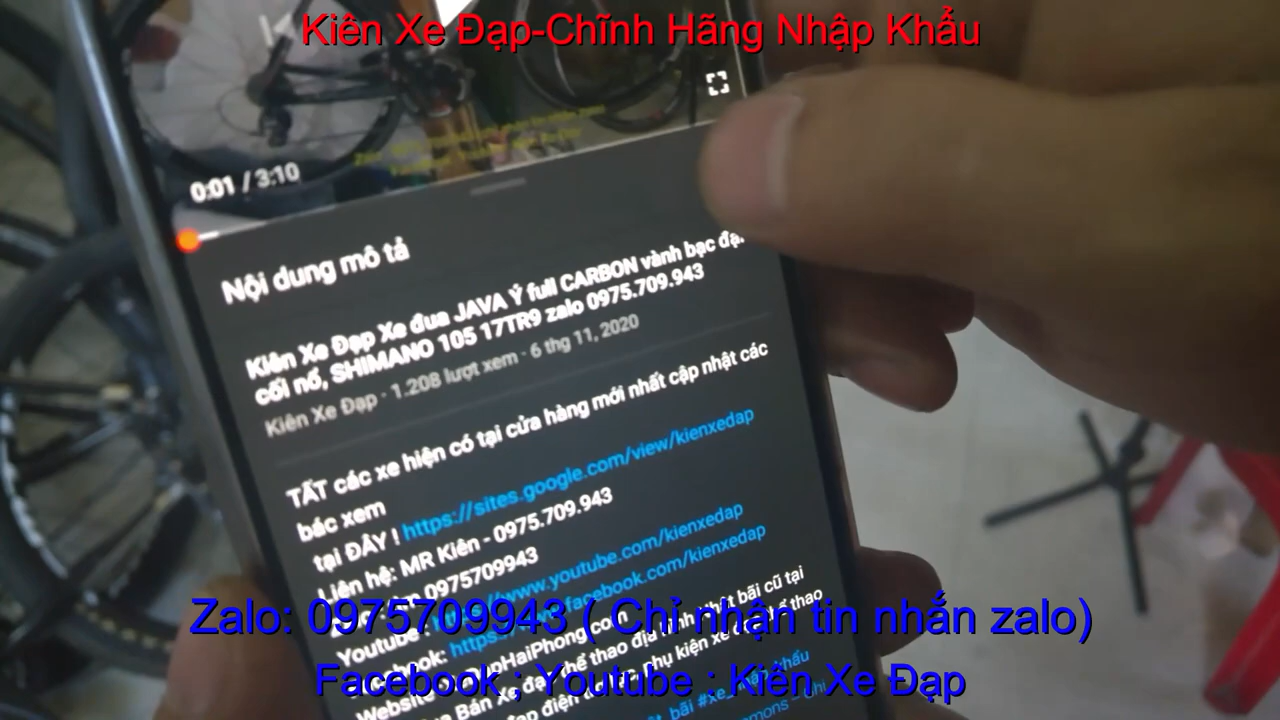 Kiên Xe Đạp-Chĩnh Hãng Nhập Khẩu
0:01 / 3:10
Nội dung mô tả
Kiên Xe Đạp Xe đua JAVA Ý full CARBON vành bạc đạn
cối nổ, SHIMANO 105 17TR9 zalo 0975.709.943
Kiên Xe Đạp · 1.208 lượt xem · 6 thg 11, 2020
TẤT các xe hiện có tại cửa hàng mới nhất cập nhật các
bác xem
tại ĐÂY ! https://sites.google.com/view/kienxedap
Liên hệ: MR Kiên - 0975.709.943
0975709943
Youtube : www.youtube.com/kienxedap
facebook.com/kienxedap
Zalo: 0975709943 ( Chỉ nhận tin nhắn zalo)
Facebook ; Youtube : Kiên Xe Đạp